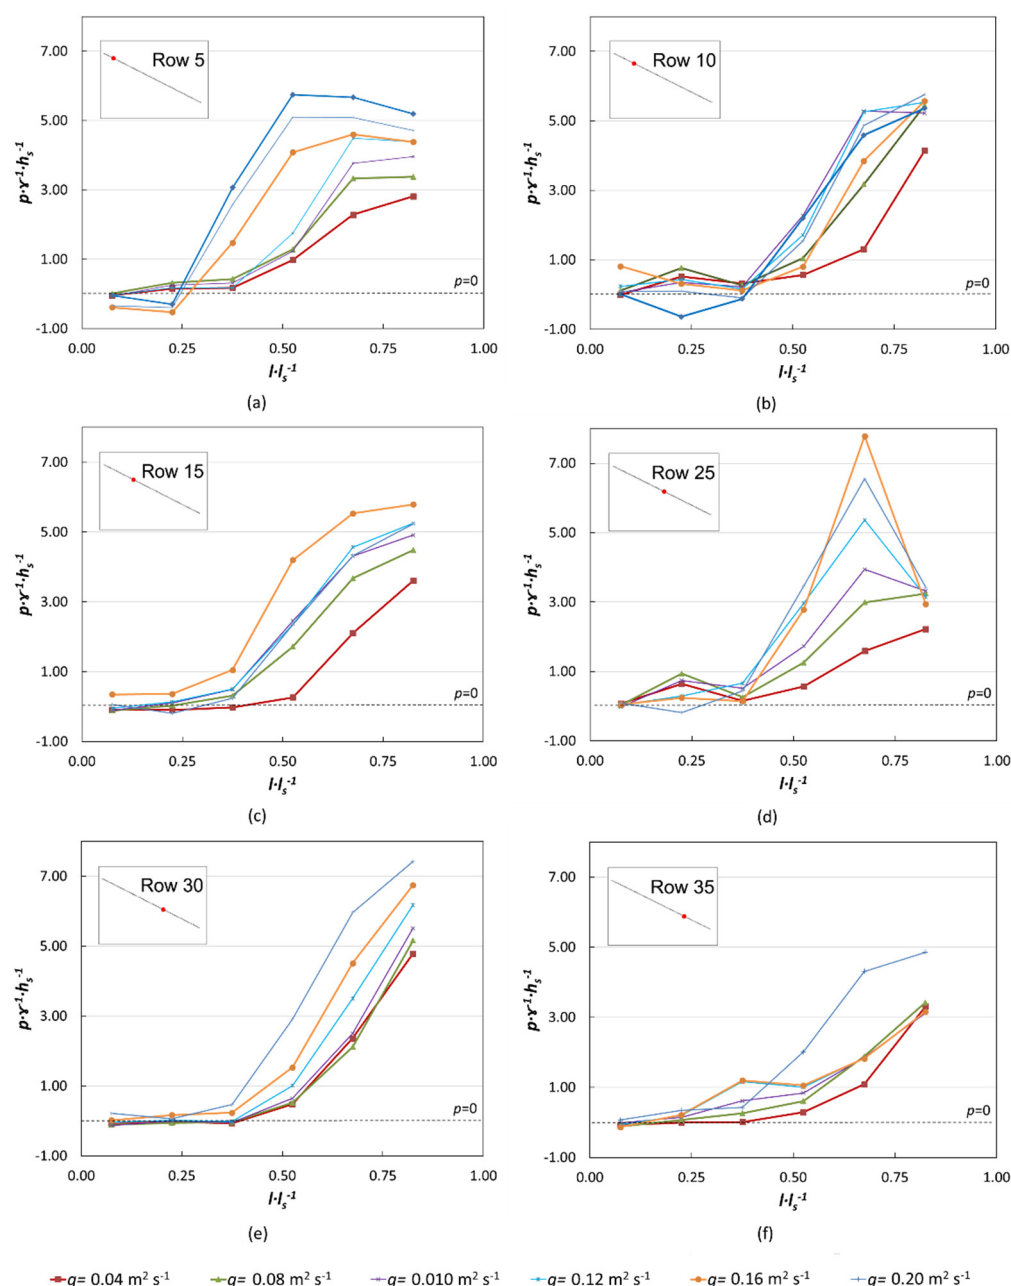 7.00
5.00
3.00
1.00
-1.00
p·ɤ⁻¹·hₛ⁻¹
Row 5
p=0
0.00 0.25 0.50 0.75 1.00
l·lₛ⁻¹
(a)
7.00
5.00
3.00
1.00
-1.00
p·ɤ⁻¹·hₛ⁻¹
Row 10
p=0
0.00 0.25 0.50 0.75 1.00
l·lₛ⁻¹
(b)
7.00
5.00
3.00
1.00
-1.00
p·ɤ⁻¹·hₛ⁻¹
Row 15
p=0
0.00 0.25 0.50 0.75 1.00
l·lₛ⁻¹
(c)
7.00
5.00
3.00
1.00
-1.00
p·ɤ⁻¹·hₛ⁻¹
Row 25
p=0
0.00 0.25 0.50 0.75 1.00
l·lₛ⁻¹
(d)
7.00
5.00
3.00
1.00
-1.00
p·ɤ⁻¹·hₛ⁻¹
Row 30
p=0
0.00 0.25 0.50 0.75 1.00
l·lₛ⁻¹
(e)
7.00
5.00
3.00
1.00
-1.00
p·ɤ⁻¹·hₛ⁻¹
Row 35
p=0
0.00 0.25 0.50 0.75 1.00
l·lₛ⁻¹
(f)
q= 0.04 m² s⁻¹ q= 0.08 m² s⁻¹ q= 0.010 m² s⁻¹ q= 0.12 m² s⁻¹ q= 0.16 m² s⁻¹ q= 0.20 m² s⁻¹